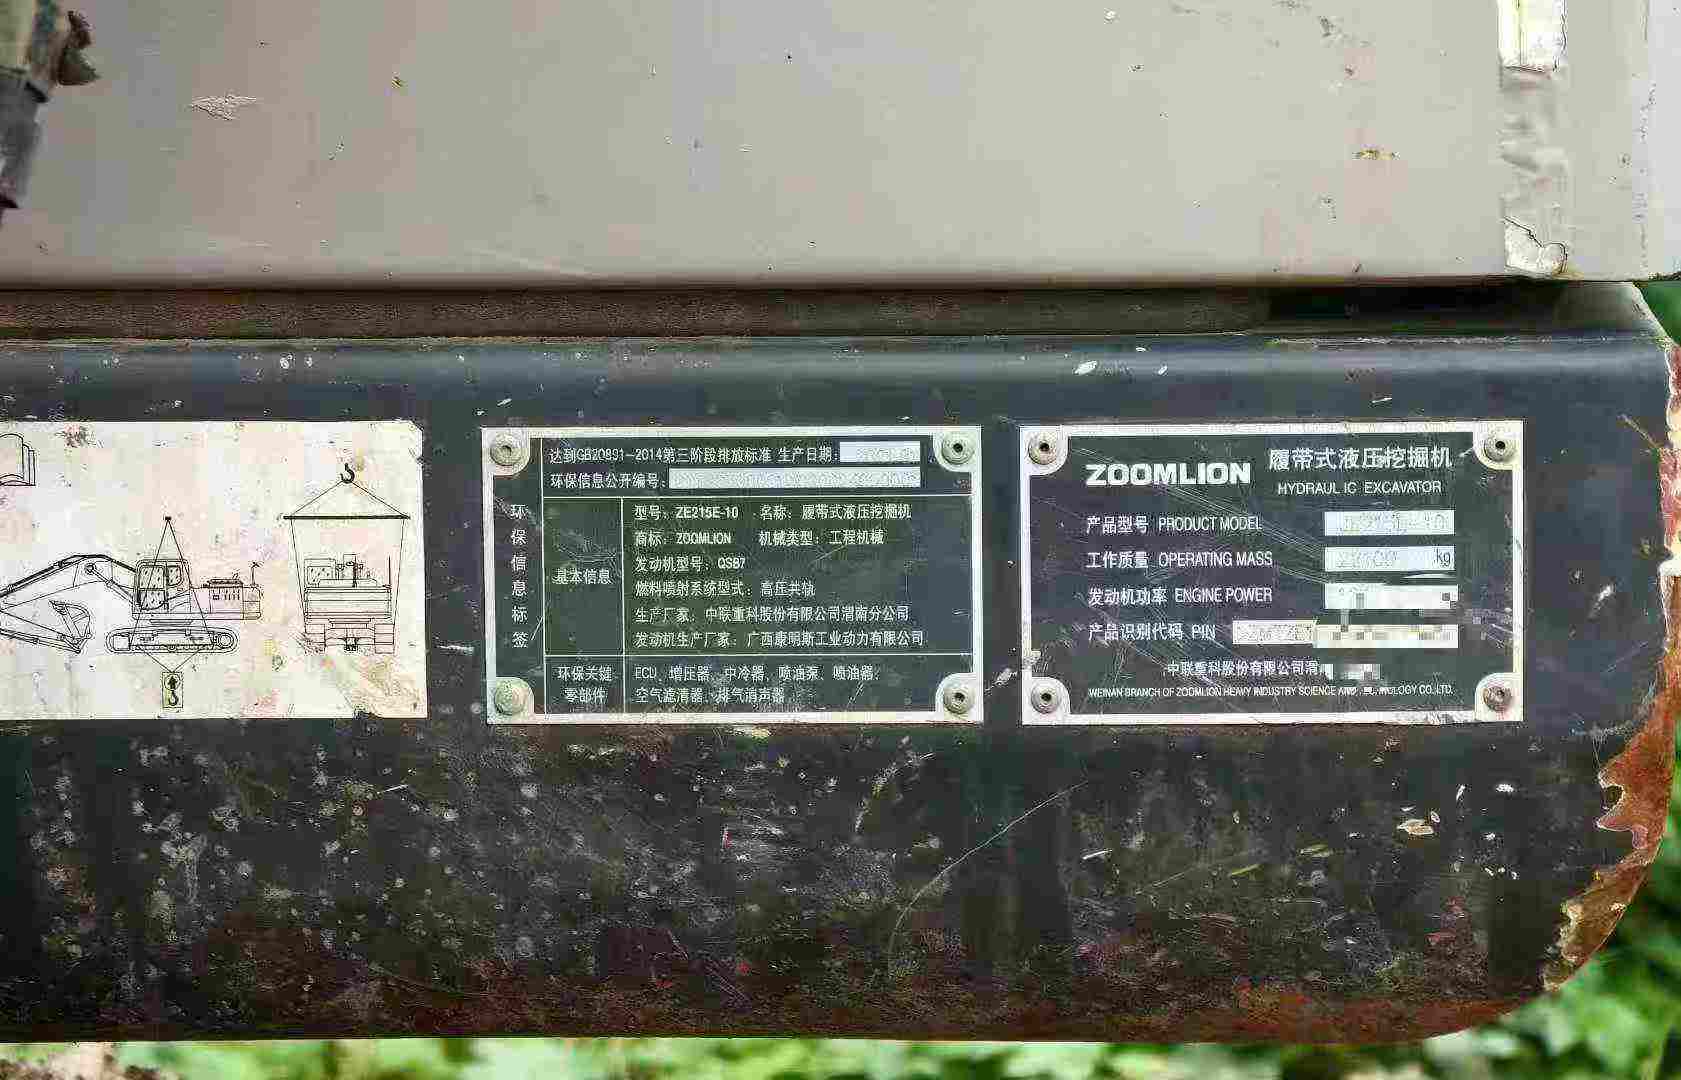 达到GB20891-2014第三阶段排放标准 生产日期:
环保信息公开编号:
环保信息标签
基本信息
型号: ZE215E-10 名称: 履带式液压挖掘机
商标: ZOOMLION 机械类型: 工程机械
发动机型号: QSB7
燃料喷射系统型式: 高压共轨
生产厂家: 中联重科股份有限公司渭南分公司
发动机生产厂家: 广西康明斯工业动力有限公司
环保关键零部件
ECU、增压器、中冷器、喷油泵、喷油器、
空气滤清器、排气消声器
ZOOMLION 履带式液压挖掘机
HYDRAULIC EXCAVATOR
产品型号 PRODUCT MODEL
工作质量 OPERATING MASS kg
发动机功率 ENGINE POWER
产品识别代码 PIN
中联重科股份有限公司渭
WEINAN BRANCH OF ZOOMLION HEAVY INDUSTRY SCIENCE AND CO.,LTD.